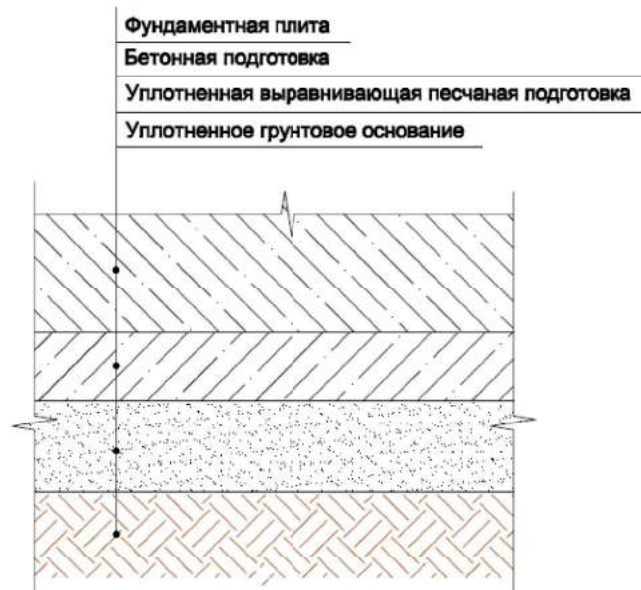 Фундаментная плита
Бетонная подготовка
Уплотненная выравнивающая песчаная подготовка
Уплотненное грунтовое основание